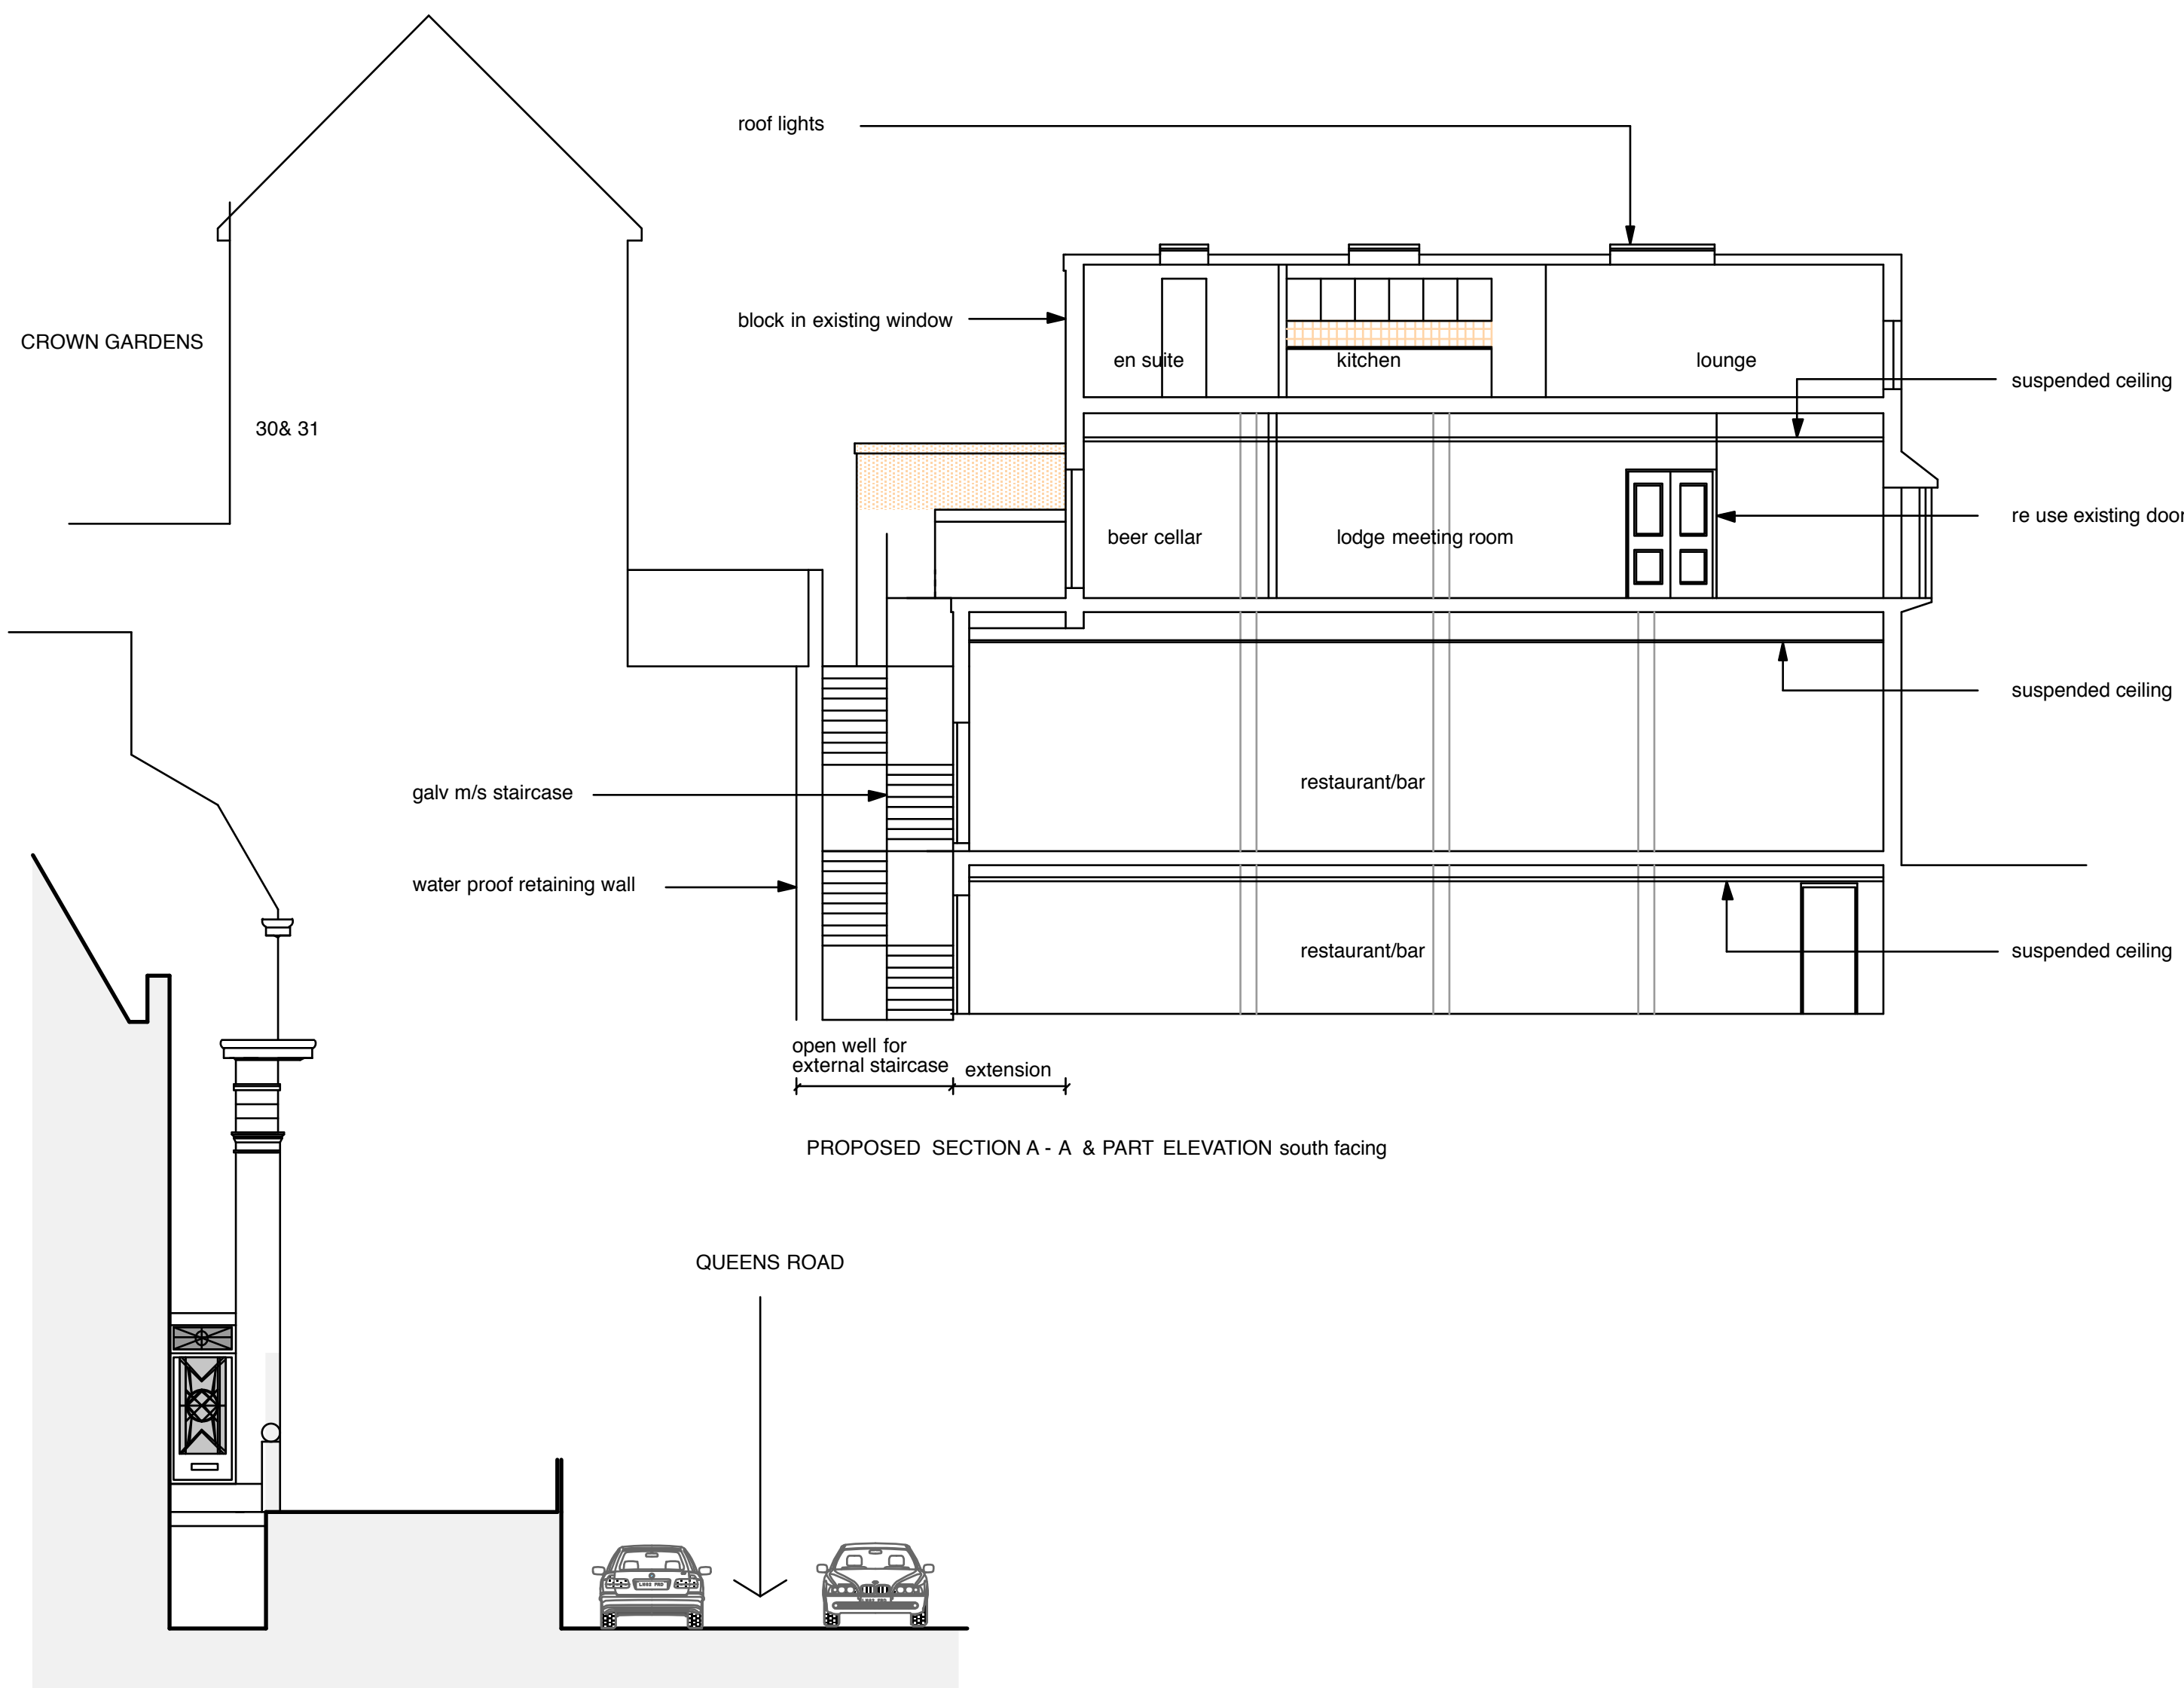 roof lights
block in existing window
CROWN GARDENS
en suite
kitchen
lounge
suspended ceiling
30& 31
re use existing door
beer cellar
lodge meeting room
suspended ceiling
restaurant/bar
galv m/s staircase
water proof retaining wall
restaurant/bar
suspended ceiling
open well for
external staircase
extension
PROPOSED SECTION A - A & PART ELEVATION south facing
QUEENS ROAD